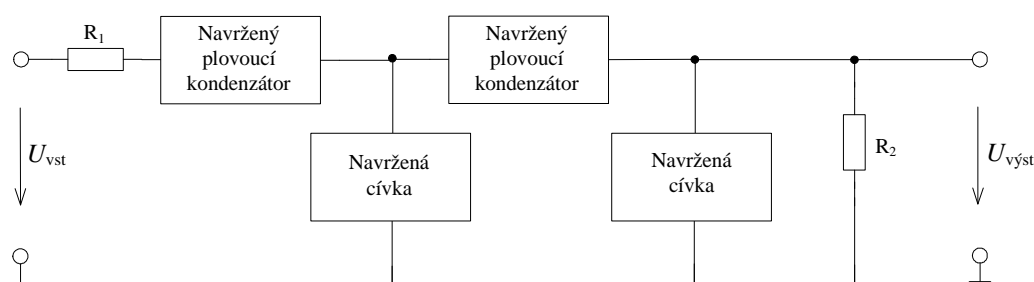 R1
Navržený
plovoucí
kondenzátor
Navržený
plovoucí
kondenzátor
Uvst
Navržená
cívka
Navržená
cívka
R2
Uvýst